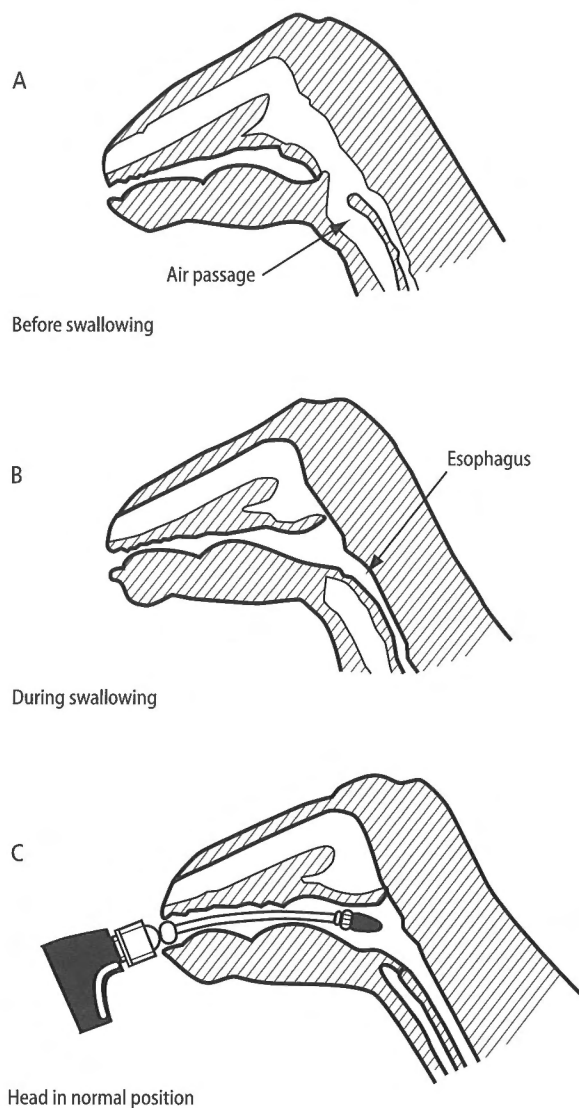 A
Air passage
Before swallowing
B
Esophagus
During swallowing
C
Head in normal position